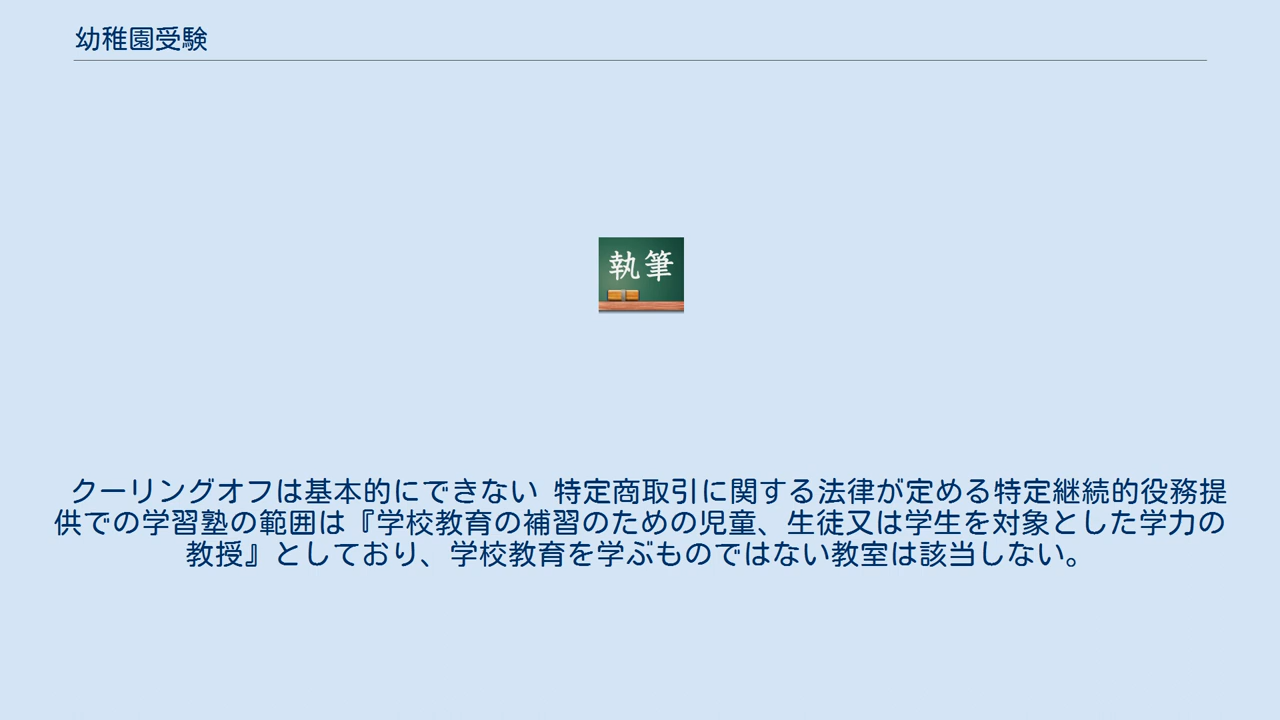 幼稚園受験
執筆
クーリングオフは基本的にできない 特定商取引に関する法律が定める特定継続的役務提
供での学習塾の範囲は『学校教育の補習のための児童、生徒又は学生を対象とした学力の
教授』としており、学校教育を学ぶものではない教室は該当しない。